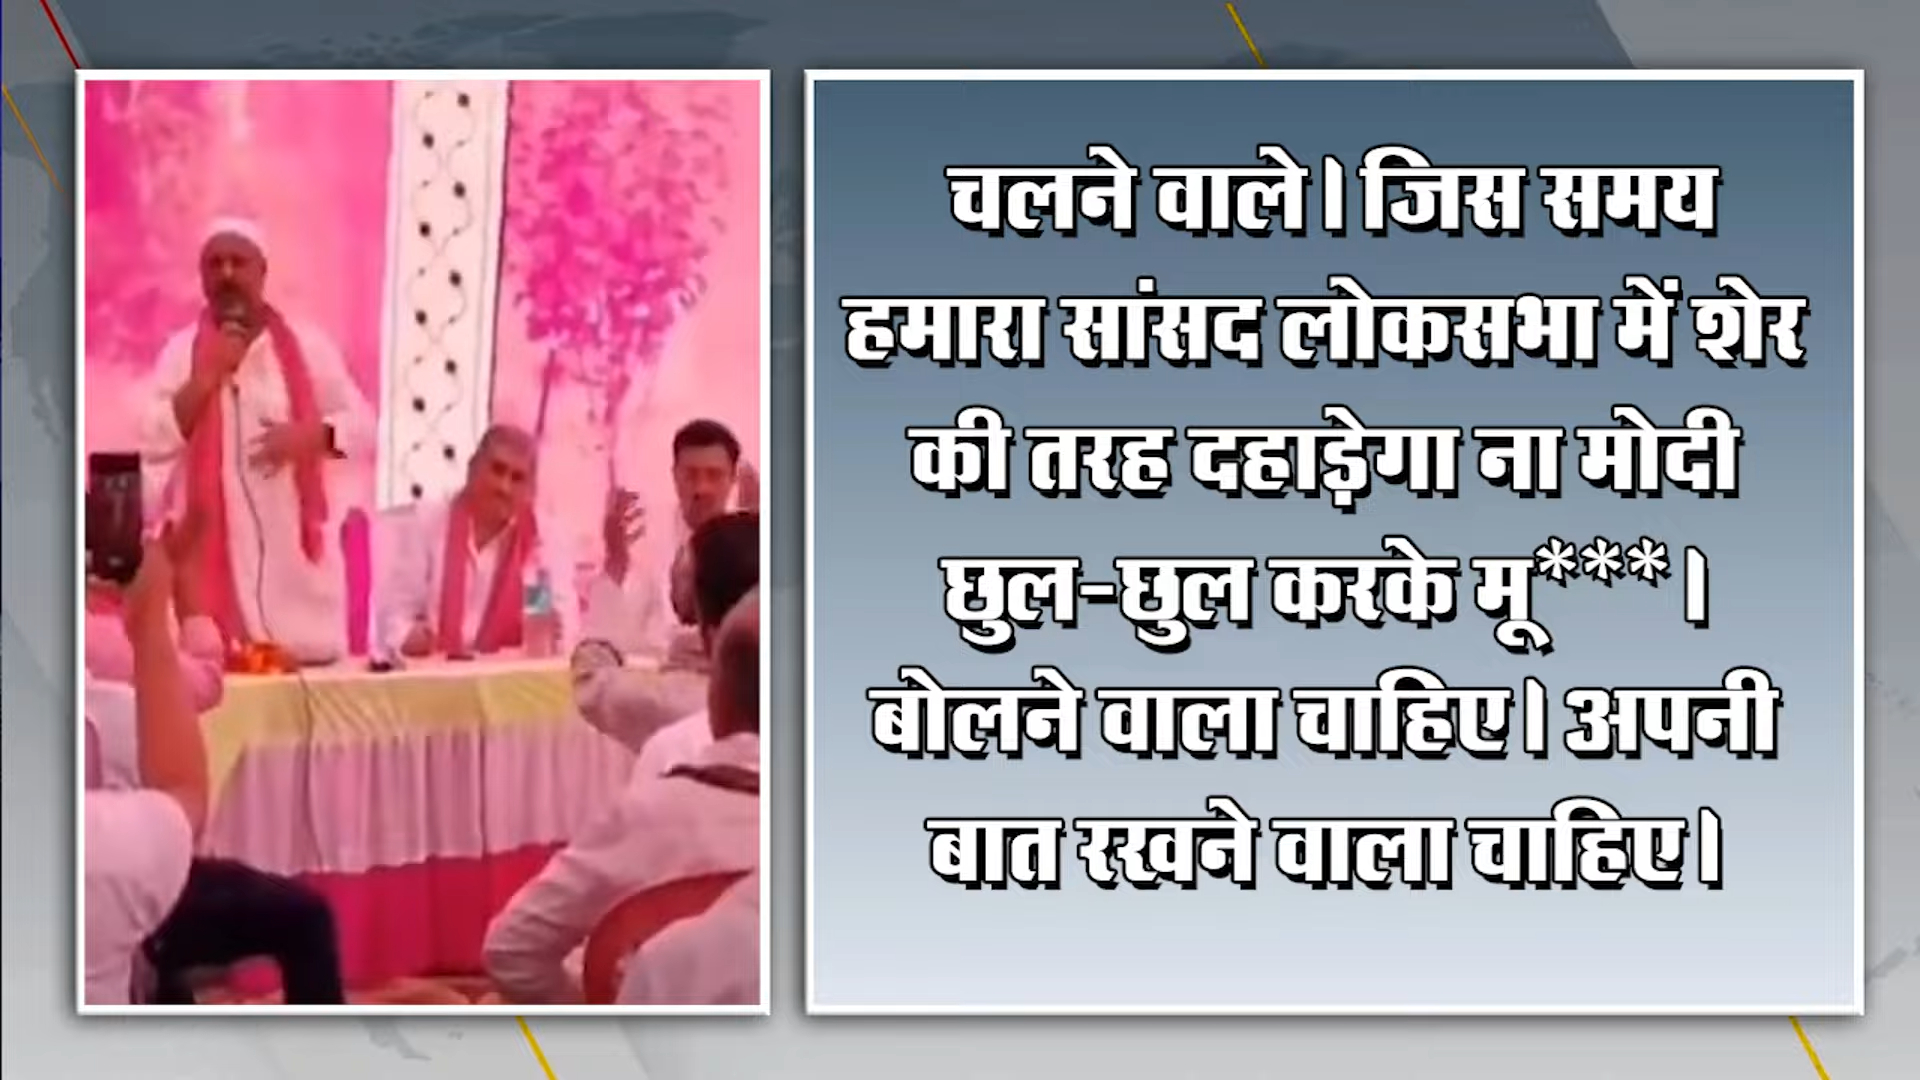 चलने वाले। जिस समय
हमारा सांसद लोकसभा में शेर
की तरह दहाड़ेगा ना मोदी
छुल-छुल करके मू***।
बोलने वाला चाहिए। अपनी
बात रखने वाला चाहिए।